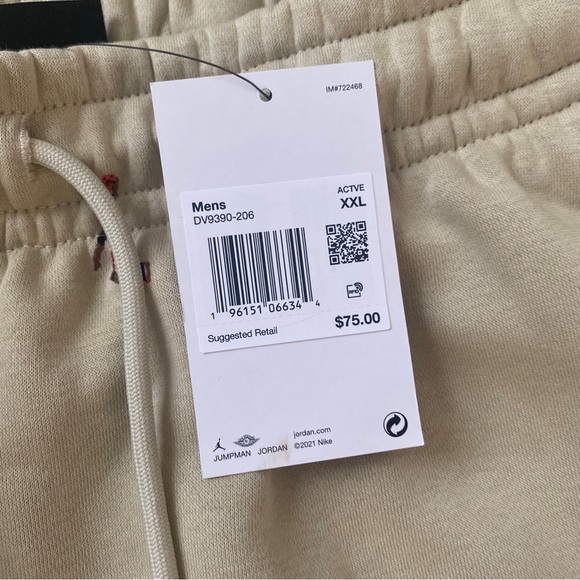 IM#722468
Mens
DV9390-206
ACTVE
XXL
1 96151 06634 4
Suggested Retail
$75.00
JUMPMAN
JORDAN
jordan.com
©2021 Nike